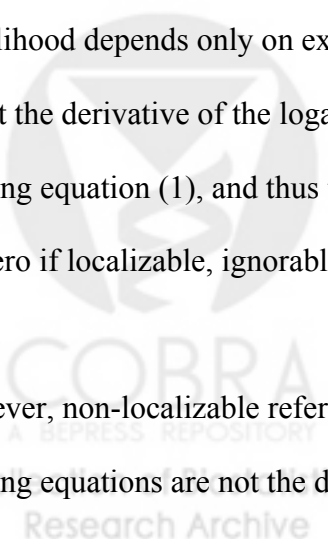 lihood depends only on ex
t the derivative of the loga
ng equation (1), and thus
ero if localizable, ignorabl
COBRA
ever, non-localizable refer
A BEPRESS REPOSITORY
ng equations are not the d
Research Archive